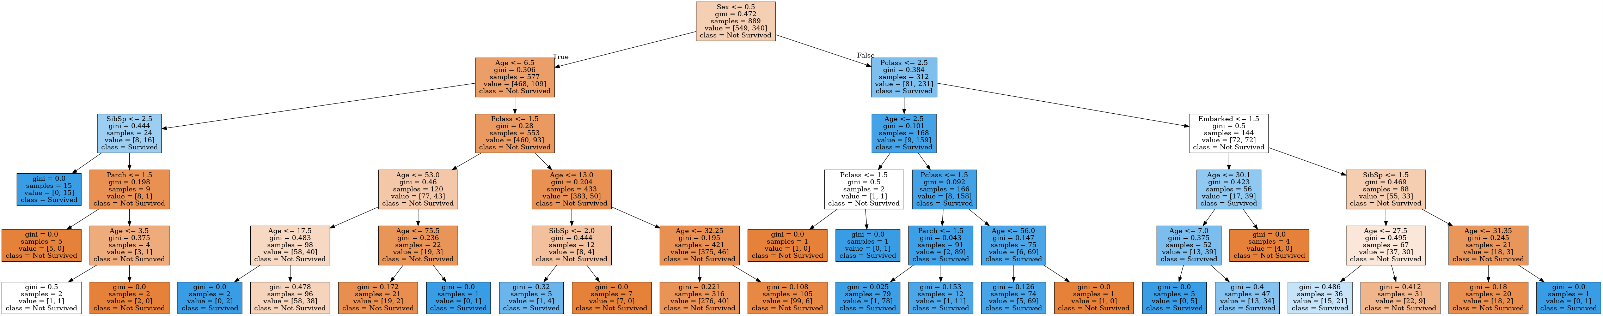 Sex <= 0.5
gini = 0.472
samples = 889
value = [549, 340]
class = Not Survived
True
False
Age <= 6.5
gini = 0.306
samples = 577
value = [468, 109]
class = Not Survived
Pclass <= 2.5
gini = 0.384
samples = 312
value = [81, 231]
class = Survived
SibSp <= 2.5
gini = 0.444
samples = 24
value = [8, 16]
class = Survived
Pclass <= 1.5
gini = 0.28
samples = 553
value = [460, 93]
class = Not Survived
Age <= 2.5
gini = 0.101
samples = 168
value = [9, 159]
class = Survived
Embarked <= 1.5
gini = 0.5
samples = 144
value = [72, 72]
class = Not Survived
gini = 0.0
samples = 15
value = [0, 15]
class = Survived
Parch <= 1.5
gini = 0.198
samples = 9
value = [8, 1]
class = Not Survived
Age <= 53.0
gini = 0.46
samples = 120
value = [77, 43]
class = Not Survived
Age <= 13.0
gini = 0.204
samples = 433
value = [383, 50]
class = Not Survived
Pclass <= 1.5
gini = 0.5
samples = 2
value = [1, 1]
class = Not Survived
Pclass <= 1.5
gini = 0.092
samples = 166
value = [8, 158]
class = Survived
Age <= 30.1
gini = 0.423
samples = 56
value = [17, 39]
class = Survived
SibSp <= 1.5
gini = 0.469
samples = 88
value = [55, 33]
class = Not Survived
gini = 0.0
samples = 5
value = [5, 0]
class = Not Survived
Age <= 3.5
gini = 0.375
samples = 4
value = [3, 1]
class = Not Survived
Age <= 17.5
gini = 0.483
samples = 98
value = [58, 40]
class = Not Survived
Age <= 75.5
gini = 0.236
samples = 22
value = [19, 3]
class = Not Survived
SibSp <= 2.0
gini = 0.444
samples = 12
value = [8, 4]
class = Not Survived
Age <= 32.25
gini = 0.195
samples = 421
value = [375, 46]
class = Not Survived
gini = 0.0
samples = 1
value = [1, 0]
class = Not Survived
gini = 0.0
samples = 1
value = [0, 1]
class = Survived
Parch <= 1.5
gini = 0.043
samples = 91
value = [2, 89]
class = Survived
Age <= 56.0
gini = 0.147
samples = 75
value = [6, 69]
class = Survived
Age <= 7.0
gini = 0.375
samples = 52
value = [13, 39]
class = Survived
gini = 0.0
samples = 4
value = [4, 0]
class = Not Survived
Age <= 27.5
gini = 0.495
samples = 67
value = [37, 30]
class = Not Survived
Age <= 31.35
gini = 0.245
samples = 21
value = [18, 3]
class = Not Survived
gini = 0.5
samples = 2
value = [1, 1]
class = Not Survived
gini = 0.0
samples = 2
value = [2, 0]
class = Not Survived
gini = 0.0
samples = 2
value = [0, 2]
class = Survived
gini = 0.478
samples = 96
value = [58, 38]
class = Not Survived
gini = 0.172
samples = 21
value = [19, 2]
class = Not Survived
gini = 0.0
samples = 1
value = [0, 1]
class = Survived
gini = 0.32
samples = 5
value = [1, 4]
class = Survived
gini = 0.0
samples = 7
value = [7, 0]
class = Not Survived
gini = 0.221
samples = 316
value = [276, 40]
class = Not Survived
gini = 0.108
samples = 105
value = [99, 6]
class = Not Survived
gini = 0.025
samples = 79
value = [1, 78]
class = Survived
gini = 0.153
samples = 12
value = [1, 11]
class = Survived
gini = 0.126
samples = 74
value = [5, 69]
class = Survived
gini = 0.0
samples = 1
value = [1, 0]
class = Not Survived
gini = 0.0
samples = 5
value = [0, 5]
class = Survived
gini = 0.4
samples = 47
value = [13, 34]
class = Survived
gini = 0.486
samples = 36
value = [15, 21]
class = Survived
gini = 0.412
samples = 31
value = [22, 9]
class = Not Survived
gini = 0.18
samples = 20
value = [18, 2]
class = Not Survived
gini = 0.0
samples = 1
value = [0, 1]
class = Survived